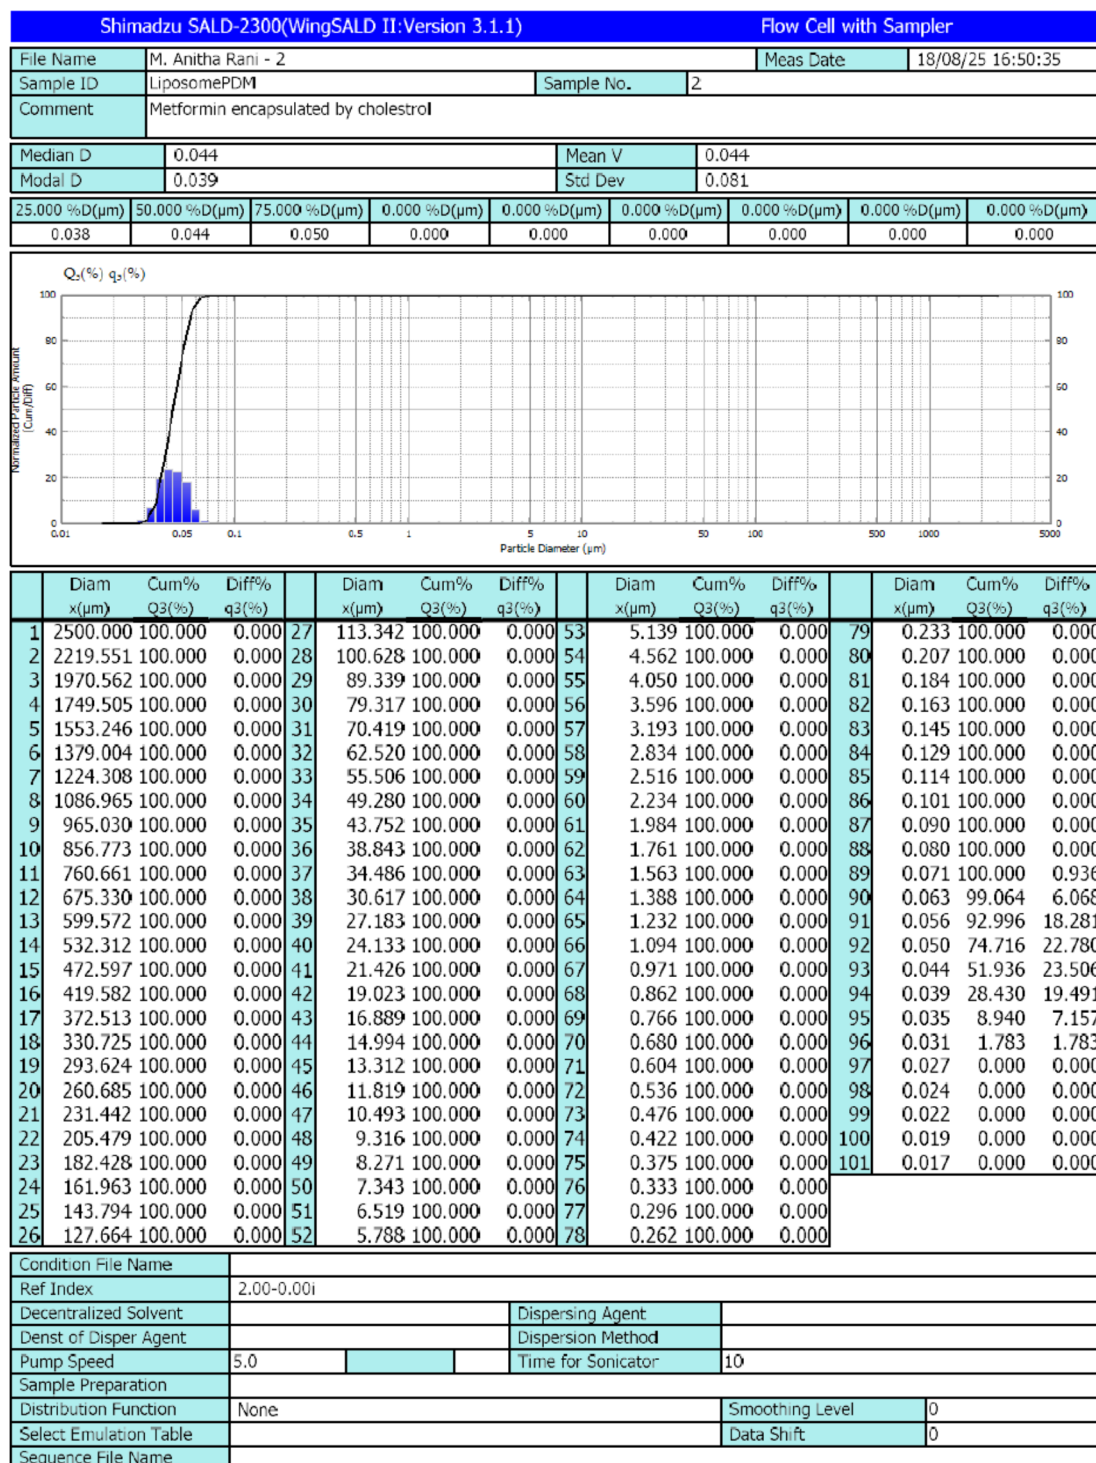 Shimadzu SALD-2300(WingSALD II:Version 3.1.1) Flow Cell with Sampler
File Name M. Anitha Rani - 2 Meas Date 18/08/25 16:50:35
Sample ID LiposomePDMI Sample No. 2
Comment Metformin encapsulated by cholestrol
Median D 0.044 Mean V 0.044
Modal D 0.039 Std Dev 0.081
25.000 %D(µm) 50.000 %D(µm) 75.000 %D(µm) 0.000 %D(µm) 0.000 %D(µm) 0.000 %D(µm) 0.000 %D(µm) 0.000 %D(µm) 0.000 %D(µm)
0.038 0.044 0.050 0.000 0.000 0.000 0.000 0.000 0.000
Q₃(%) q₃(%)
Normalized Particle Amount
(Cum/Diff)
100 100
80 80
60 60
40 40
20 20
0 0
0.01 0.05 0.1 0.5 1 5 10 50 100 500 1000 5000
Particle Diameter (µm)
Diam Cum% Diff% Diam Cum% Diff% Diam Cum% Diff% Diam Cum% Diff%
x(µm) Q3(%) q3(%) x(µm) Q3(%) q3(%) x(µm) Q3(%) q3(%) x(µm) Q3(%) q3(%)
1 2500.000 100.000 0.000 27 113.342 100.000 0.000 53 5.139 100.000 0.000 79 0.233 100.000 0.000
2 2219.551 100.000 0.000 28 100.628 100.000 0.000 54 4.562 100.000 0.000 80 0.207 100.000 0.000
3 1970.562 100.000 0.000 29 89.339 100.000 0.000 55 4.050 100.000 0.000 81 0.184 100.000 0.000
4 1749.505 100.000 0.000 30 79.317 100.000 0.000 56 3.596 100.000 0.000 82 0.163 100.000 0.000
5 1553.246 100.000 0.000 31 70.419 100.000 0.000 57 3.193 100.000 0.000 83 0.145 100.000 0.000
6 1379.004 100.000 0.000 32 62.520 100.000 0.000 58 2.834 100.000 0.000 84 0.129 100.000 0.000
7 1224.308 100.000 0.000 33 55.506 100.000 0.000 59 2.516 100.000 0.000 85 0.114 100.000 0.000
8 1086.965 100.000 0.000 34 49.280 100.000 0.000 60 2.234 100.000 0.000 86 0.101 100.000 0.000
9 965.030 100.000 0.000 35 43.752 100.000 0.000 61 1.984 100.000 0.000 87 0.090 100.000 0.000
10 856.773 100.000 0.000 36 38.843 100.000 0.000 62 1.761 100.000 0.000 88 0.080 100.000 0.000
11 760.661 100.000 0.000 37 34.486 100.000 0.000 63 1.563 100.000 0.000 89 0.071 100.000 0.936
12 675.330 100.000 0.000 38 30.617 100.000 0.000 64 1.388 100.000 0.000 90 0.063 99.064 6.068
13 599.572 100.000 0.000 39 27.183 100.000 0.000 65 1.232 100.000 0.000 91 0.056 92.996 18.281
14 532.312 100.000 0.000 40 24.133 100.000 0.000 66 1.094 100.000 0.000 92 0.050 74.716 22.780
15 472.597 100.000 0.000 41 21.426 100.000 0.000 67 0.971 100.000 0.000 93 0.044 51.936 23.506
16 419.582 100.000 0.000 42 19.023 100.000 0.000 68 0.862 100.000 0.000 94 0.039 28.430 19.491
17 372.513 100.000 0.000 43 16.889 100.000 0.000 69 0.766 100.000 0.000 95 0.035 8.940 7.157
18 330.725 100.000 0.000 44 14.994 100.000 0.000 70 0.680 100.000 0.000 96 0.031 1.783 1.783
19 293.624 100.000 0.000 45 13.312 100.000 0.000 71 0.604 100.000 0.000 97 0.027 0.000 0.000
20 260.685 100.000 0.000 46 11.819 100.000 0.000 72 0.536 100.000 0.000 98 0.024 0.000 0.000
21 231.442 100.000 0.000 47 10.493 100.000 0.000 73 0.476 100.000 0.000 99 0.022 0.000 0.000
22 205.479 100.000 0.000 48 9.316 100.000 0.000 74 0.422 100.000 0.000 100 0.019 0.000 0.000
23 182.428 100.000 0.000 49 8.271 100.000 0.000 75 0.375 100.000 0.000 101 0.017 0.000 0.000
24 161.963 100.000 0.000 50 7.343 100.000 0.000 76 0.333 100.000 0.000
25 143.794 100.000 0.000 51 6.519 100.000 0.000 77 0.296 100.000 0.000
26 127.664 100.000 0.000 52 5.788 100.000 0.000 78 0.262 100.000 0.000
Condition File Name
Ref Index 2.00-0.00i
Decentralized Solvent Dispersing Agent
Denst of Disper Agent Dispersion Method
Pump Speed 5.0 Time for Sonicator 10
Sample Preparation
Distribution Function None Smoothing Level 0
Select Emulation Table Data Shift 0
Sequence File Name